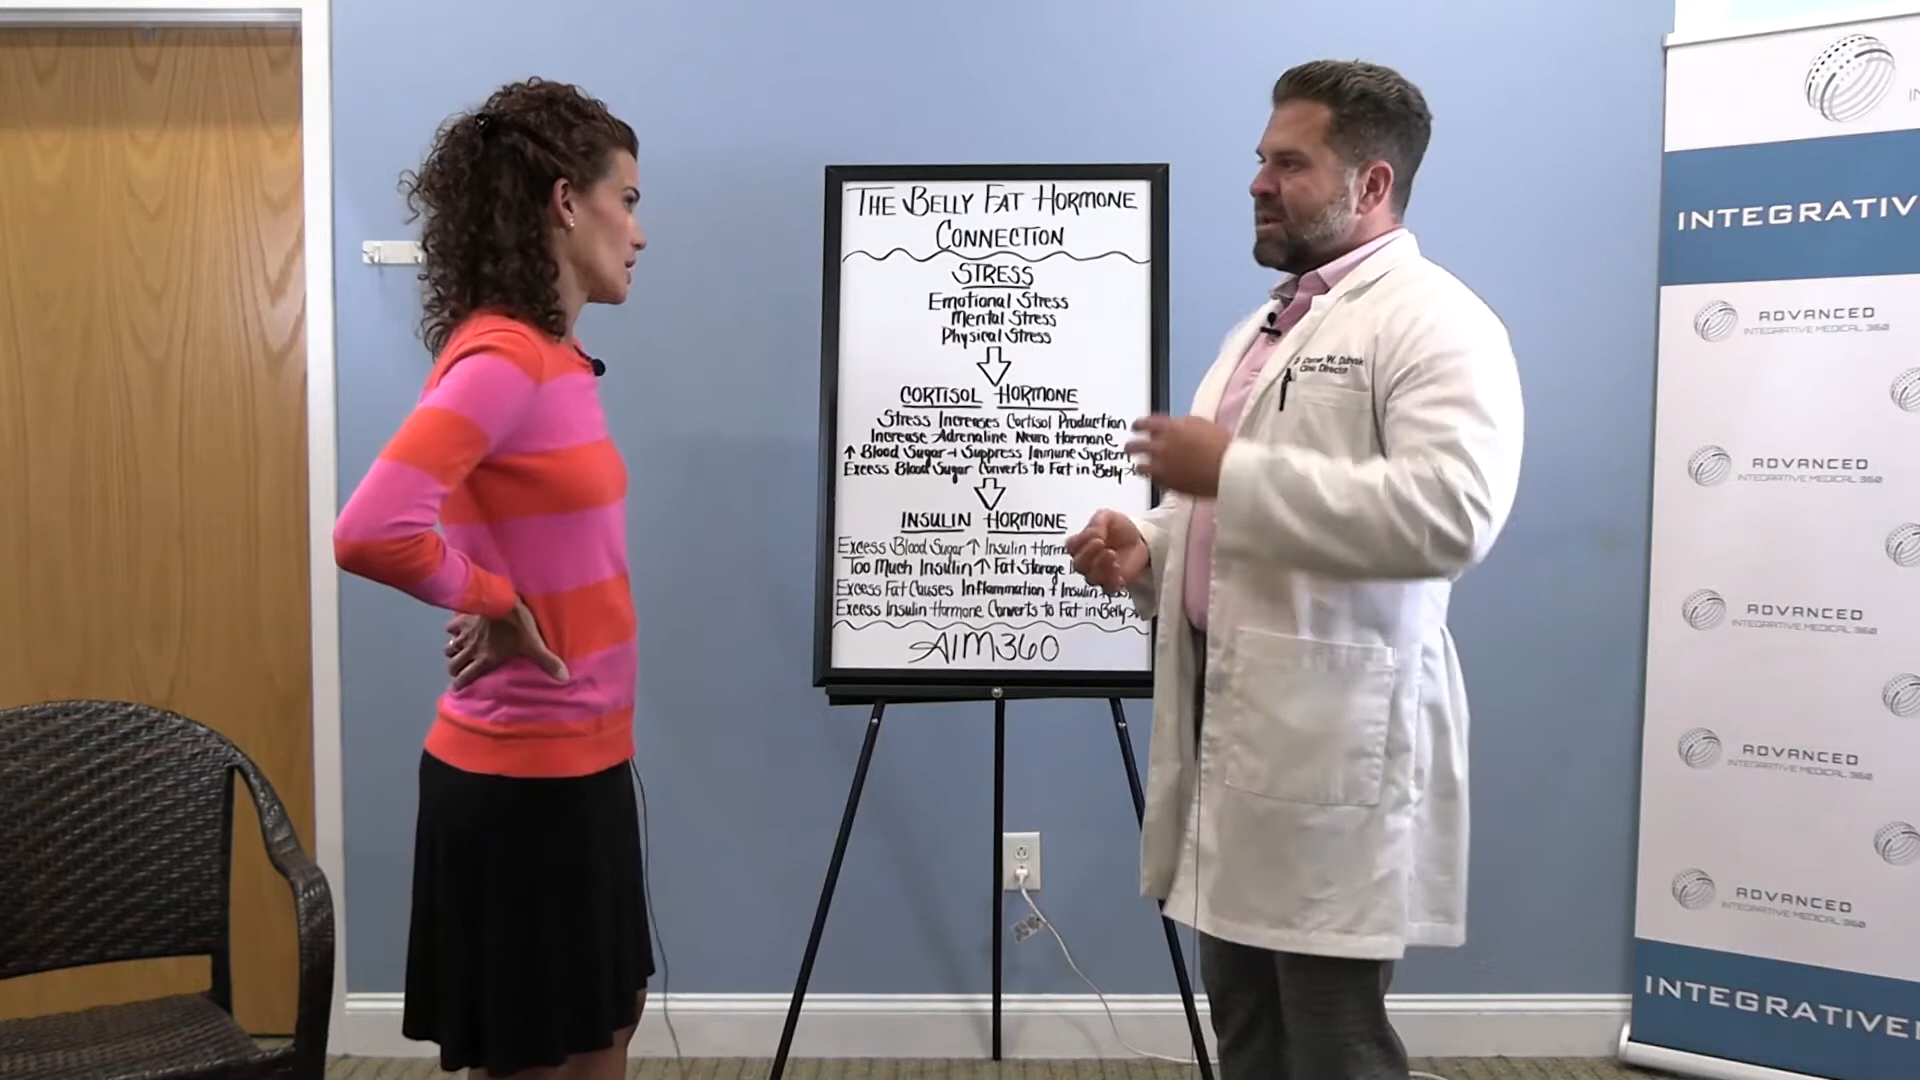 THE BELLY FAT HORMONE
CONNECTION
STRESS
Emotional Stress
Mental Stress
Physical Stress
CORTISOL HORMONE
Stress Increases Cortisol Production
Increase Adrenaline Neuro Hormone
↑ Blood Sugar + Suppress Immune System
Excess Blood Sugar Converts to Fat in Belly
INSULIN HORMONE
Excess Blood Sugar ↑ Insulin
Too Much Insulin ↑ Fat Storage
Excess Fat Causes Inflammation + Insulin
Excess Insulin Hormone Converts to Fat in Belly
AIM360
W.
Clinic Director
INTEGRATIV
ADVANCED
INTEGRATIVE MEDICAL 360
ADVANCED
INTEGRATIVE MEDICAL 360
ADVANCED
INTEGRATIVE MEDICAL 360
ADVANCED
INTEGRATIVE MEDICAL 360
ADVANCED
INTEGRATIVE MEDICAL 360
INTEGRATIVE